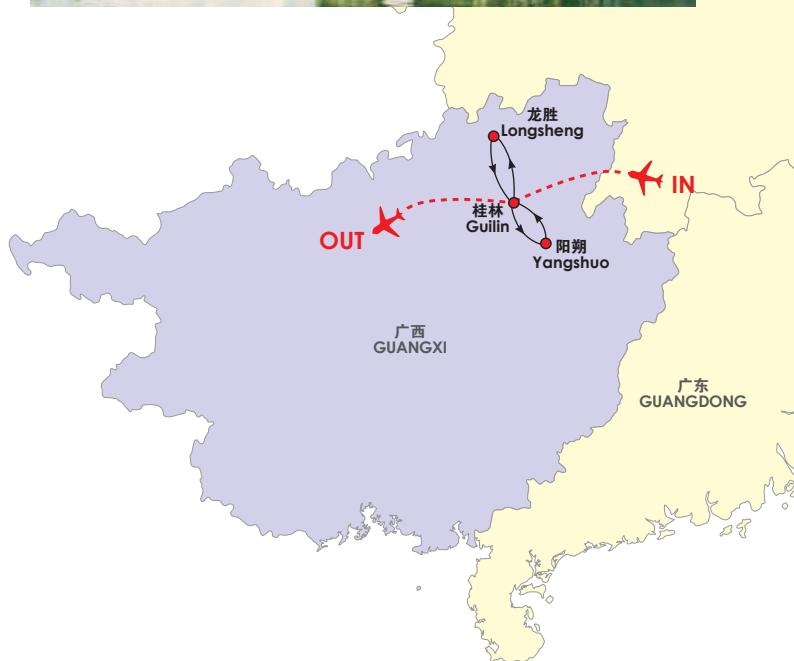 龙胜
Longsheng
IN
桂林
Guilin
OUT
阳朔
Yangshuo
广西
GUANGXI
广东
GUANGDONG